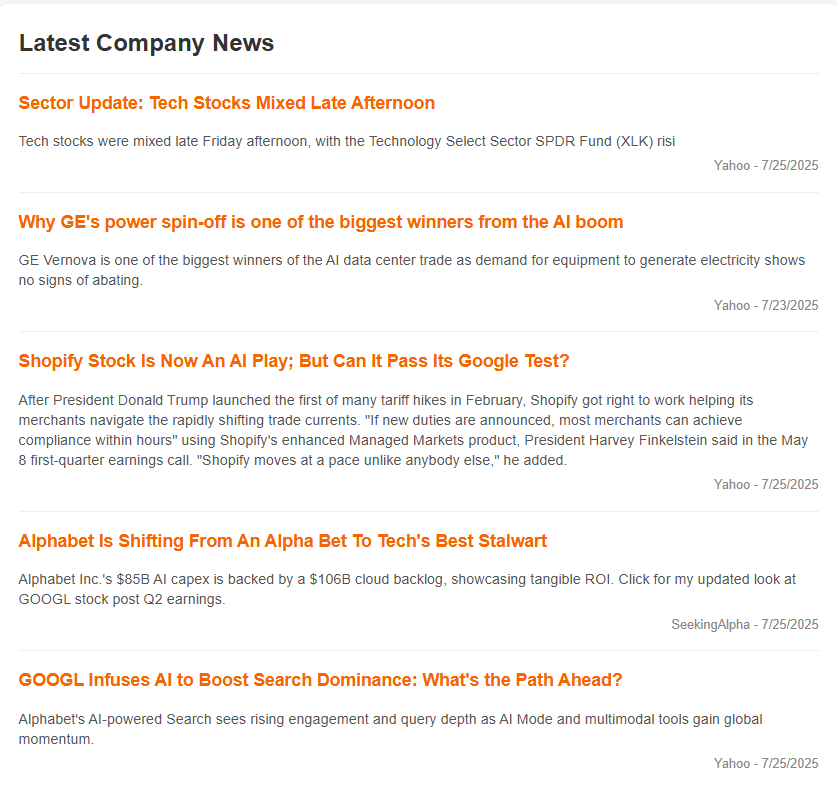 Latest Company News
Sector Update: Tech Stocks Mixed Late Afternoon
Tech stocks were mixed late Friday afternoon, with the Technology Select Sector SPDR Fund (XLK) risi
Yahoo - 7/25/2025
Why GE's power spin-off is one of the biggest winners from the AI boom
GE Vernova is one of the biggest winners of the AI data center trade as demand for equipment to generate electricity shows
no signs of abating.
Yahoo - 7/23/2025
Shopify Stock Is Now An AI Play; But Can It Pass Its Google Test?
After President Donald Trump launched the first of many tariff hikes in February, Shopify got right to work helping its
merchants navigate the rapidly shifting trade currents. "If new duties are announced, most merchants can achieve
compliance within hours" using Shopify's enhanced Managed Markets product, President Harvey Finkelstein said in the May
8 first-quarter earnings call. "Shopify moves at a pace unlike anybody else," he added.
Yahoo - 7/25/2025
Alphabet Is Shifting From An Alpha Bet To Tech's Best Stalwart
Alphabet Inc.'s $85B AI capex is backed by a $106B cloud backlog, showcasing tangible ROI. Click for my updated look at
GOOGL stock post Q2 earnings.
SeekingAlpha - 7/25/2025
GOOGL Infuses AI to Boost Search Dominance: What's the Path Ahead?
Alphabet's AI-powered Search sees rising engagement and query depth as AI Mode and multimodal tools gain global
momentum.
Yahoo - 7/25/2025